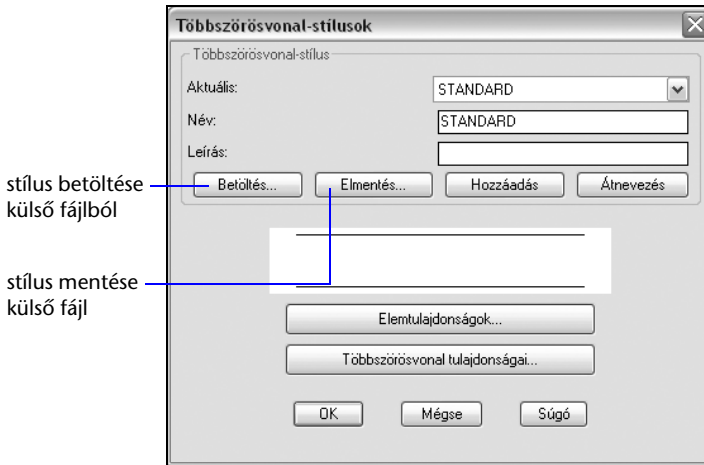 Többszörösvonal-stílusok
Többszörösvonal-stílus
Aktuális:
STANDARD
Név:
STANDARD
Leírás:
Betöltés...
Elmentés...
Hozzáadás
Átnevezés
stílus betöltése
külső fájlból
stílus mentése
külső fájl
Elemtulajdonságok...
Többszörösvonal tulajdonságai...
OK
Mégse
Súgó